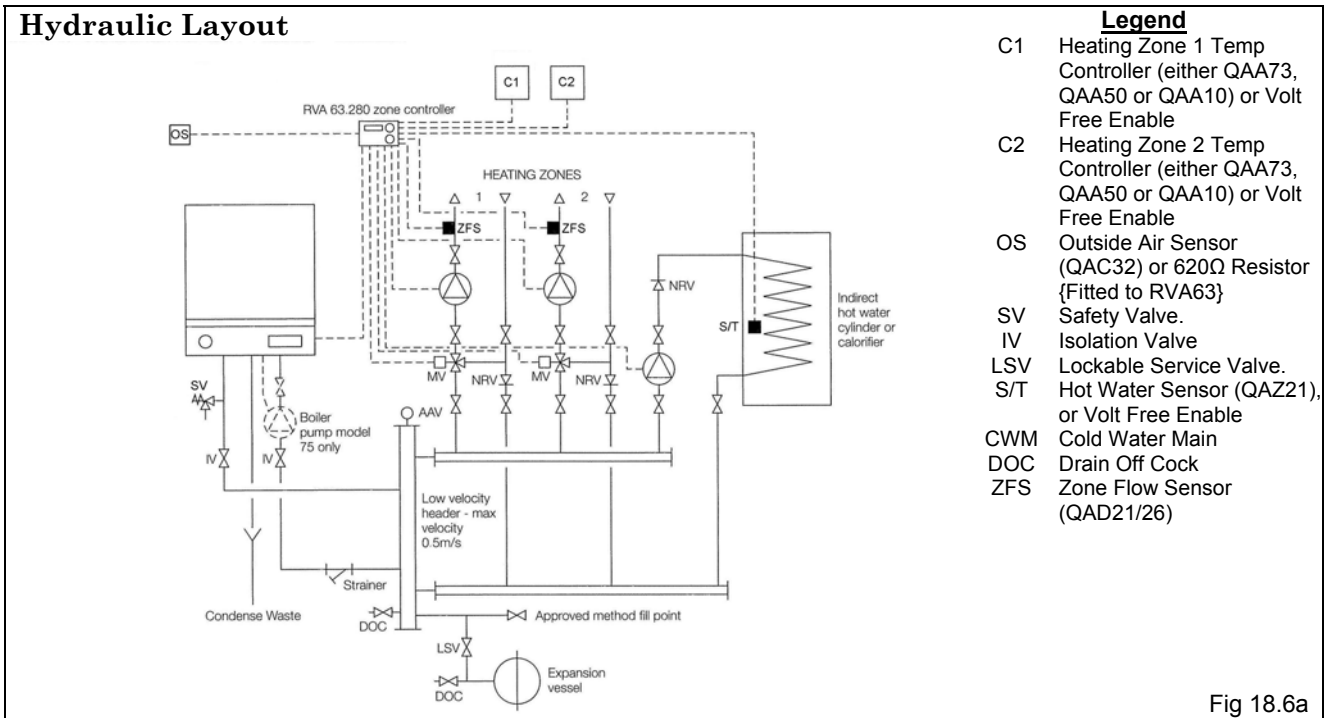 Hydraulic Layout
C1
C2
RVA 63.280 zone controller
OS
HEATING ZONES
1
2
ZFS
ZFS
NRV
S/T
Indirect
hot water
cylinder or
calorifier
MV
NRV
MV
NRV
SV
AAV
Boiler
pump model
75 only
IV
IV
Low velocity
header - max
velocity
0.5m/s
Strainer
Condense Waste
DOC
Approved method fill point
LSV
DOC
Expansion
vessel
Legend
C1 Heating Zone 1 Temp
Controller (either QAA73,
QAA50 or QAA10) or Volt
Free Enable
C2 Heating Zone 2 Temp
Controller (either QAA73,
QAA50 or QAA10) or Volt
Free Enable
OS Outside Air Sensor
(QAC32) or 620Ω Resistor
{Fitted to RVA63}
SV Safety Valve.
IV Isolation Valve
LSV Lockable Service Valve.
S/T Hot Water Sensor (QAZ21),
or Volt Free Enable
CWM Cold Water Main
DOC Drain Off Cock
ZFS Zone Flow Sensor
(QAD21/26)
Fig 18.6a